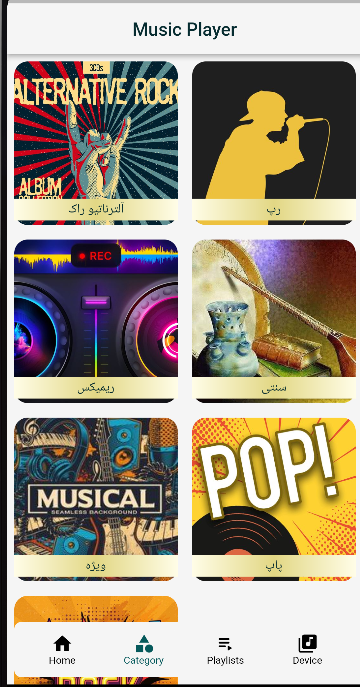 Music Player
3CDs
ALTERNATIVE ROCK
ALBUM
آلترناتیو راک
رپ
REC
ریمیکس
سنتی
MUSICAL
SEAMLESS BACKGROUND
ویژه
POP!
پاپ
Home
Category
Playlists
Device